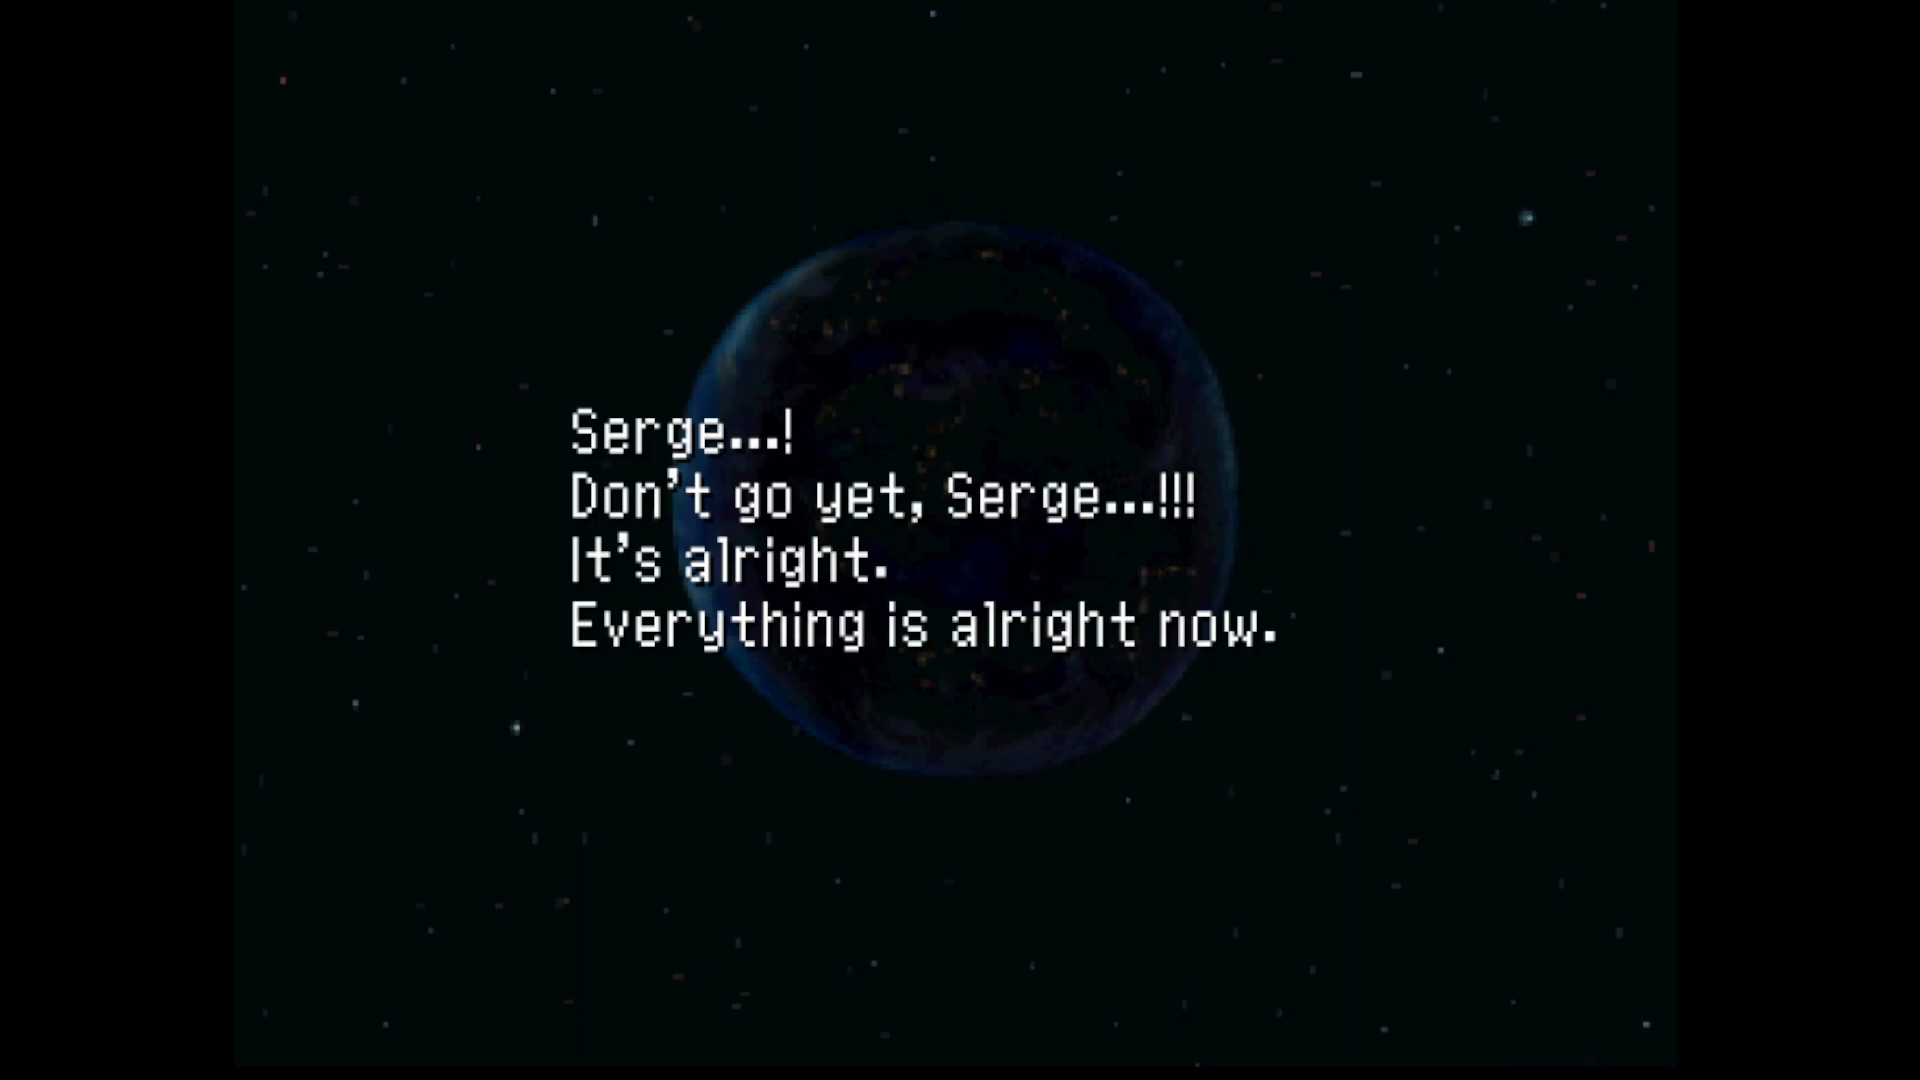 Serge...!
Don't go yet, Serge...!!!
It's alright.
Everything is alright now.